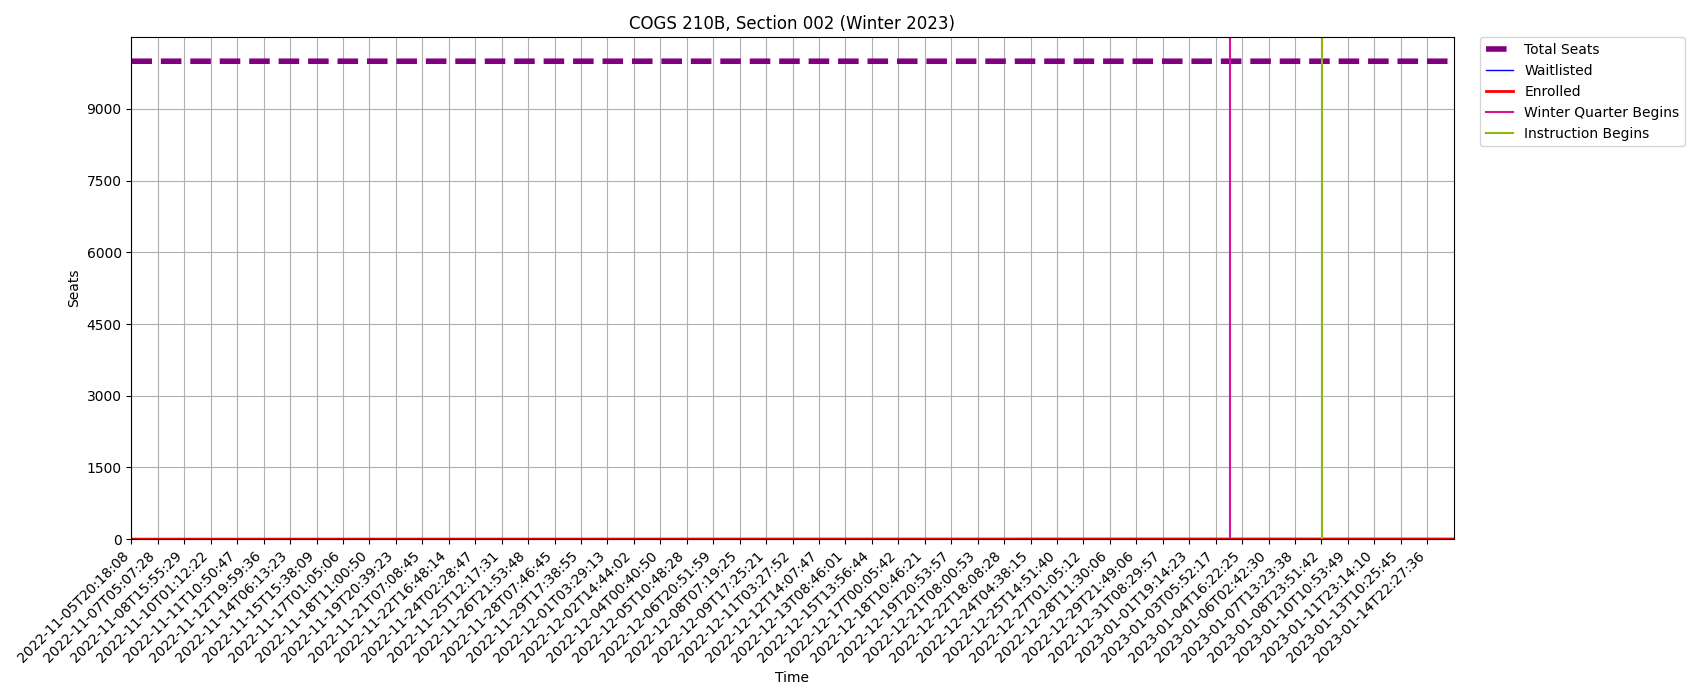 COGS 210B, Section 002 (Winter 2023)
Total Seats
Waitlisted
Enrolled
Winter Quarter Begins
Instruction Begins
Seats
9000
7500
6000
4500
3000
1500
0
2022-11-05T20:18:08
2022-11-07T05:07:28
2022-11-08T15:55:29
2022-11-10T01:12:22
2022-11-11T10:50:47
2022-11-12T19:59:36
2022-11-14T06:13:23
2022-11-15T15:38:09
2022-11-17T01:05:06
2022-11-18T11:00:50
2022-11-19T20:39:23
2022-11-21T07:08:45
2022-11-22T16:48:14
2022-11-24T02:28:47
2022-11-25T12:17:31
2022-11-26T21:53:48
2022-11-28T07:46:45
2022-11-29T17:38:55
2022-12-01T03:29:13
2022-12-02T14:44:02
2022-12-04T00:40:50
2022-12-05T10:48:28
2022-12-06T20:51:59
2022-12-08T07:19:25
2022-12-09T17:25:21
2022-12-11T03:27:52
2022-12-12T14:07:47
2022-12-13T08:46:01
2022-12-15T13:56:44
2022-12-17T00:05:42
2022-12-18T10:46:21
2022-12-19T20:53:57
2022-12-21T08:00:53
2022-12-22T18:08:28
2022-12-24T04:38:15
2022-12-25T14:51:40
2022-12-27T01:05:12
2022-12-28T11:30:06
2022-12-29T21:49:06
2022-12-31T08:29:57
2023-01-01T19:14:23
2023-01-03T05:52:17
2023-01-04T16:22:25
2023-01-06T02:42:30
2023-01-07T13:23:38
2023-01-08T23:51:42
2023-01-10T10:53:49
2023-01-11T23:14:10
2023-01-13T10:25:45
2023-01-14T22:27:36
Time